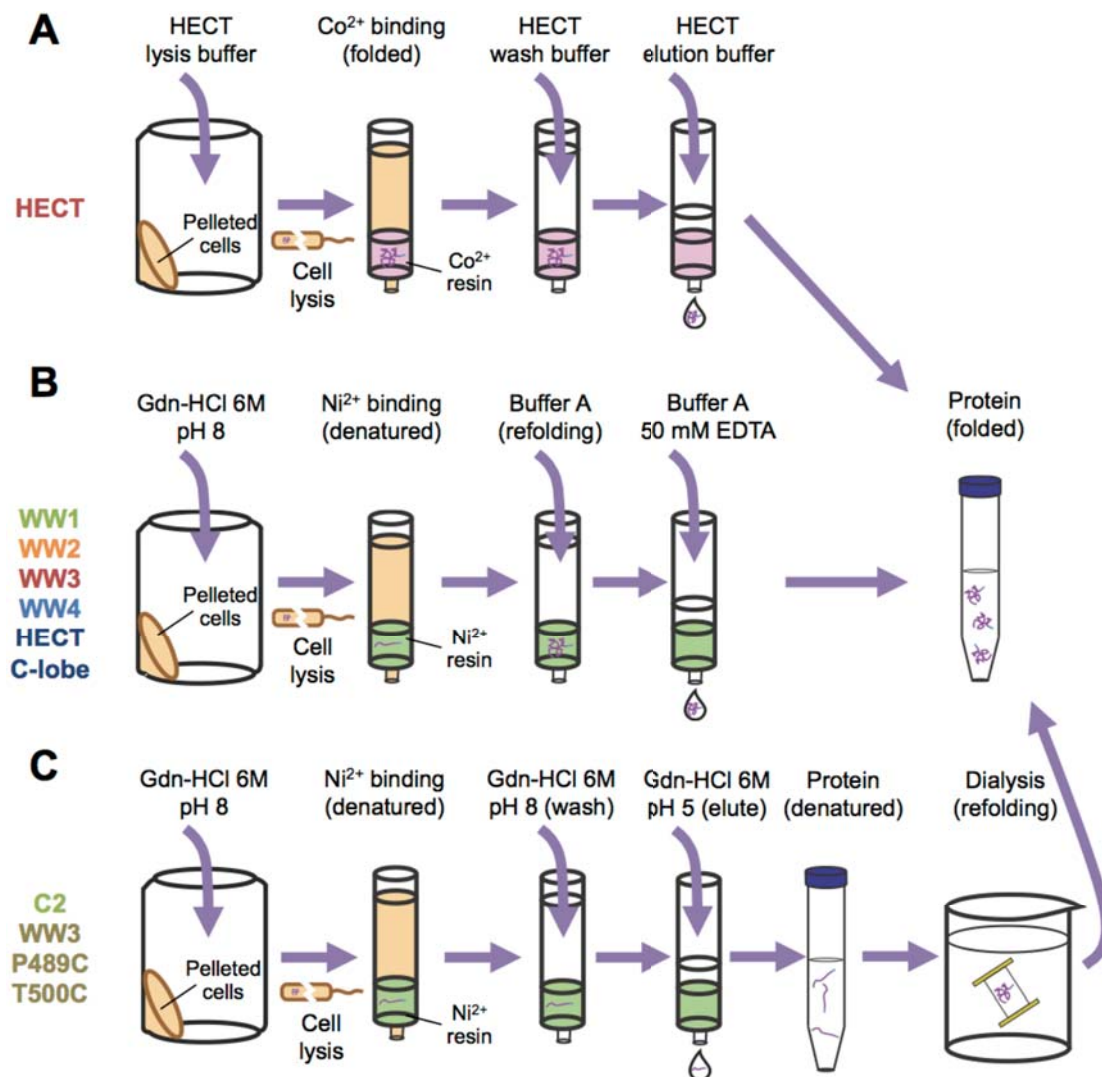 A
HECT
lysis buffer
Co2+ binding
(folded)
HECT
wash buffer
HECT
elution buffer
HECT
Pelleted
cells
Cell
lysis
Co2+
resin
B
Gdn-HCl 6M
pH 8
Ni2+ binding
(denatured)
Buffer A
(refolding)
Buffer A
50 mM EDTA
Protein
(folded)
WW1
WW2
WW3
WW4
HECT
C-lobe
Pelleted
cells
Cell
lysis
Ni2+
resin
C
Gdn-HCl 6M
pH 8
Ni2+ binding
(denatured)
Gdn-HCl 6M
pH 8 (wash)
Gdn-HCl 6M
pH 5 (elute)
Protein
(denatured)
Dialysis
(refolding)
C2
WW3
P489C
T500C
Pelleted
cells
Cell
lysis
Ni2+
resin